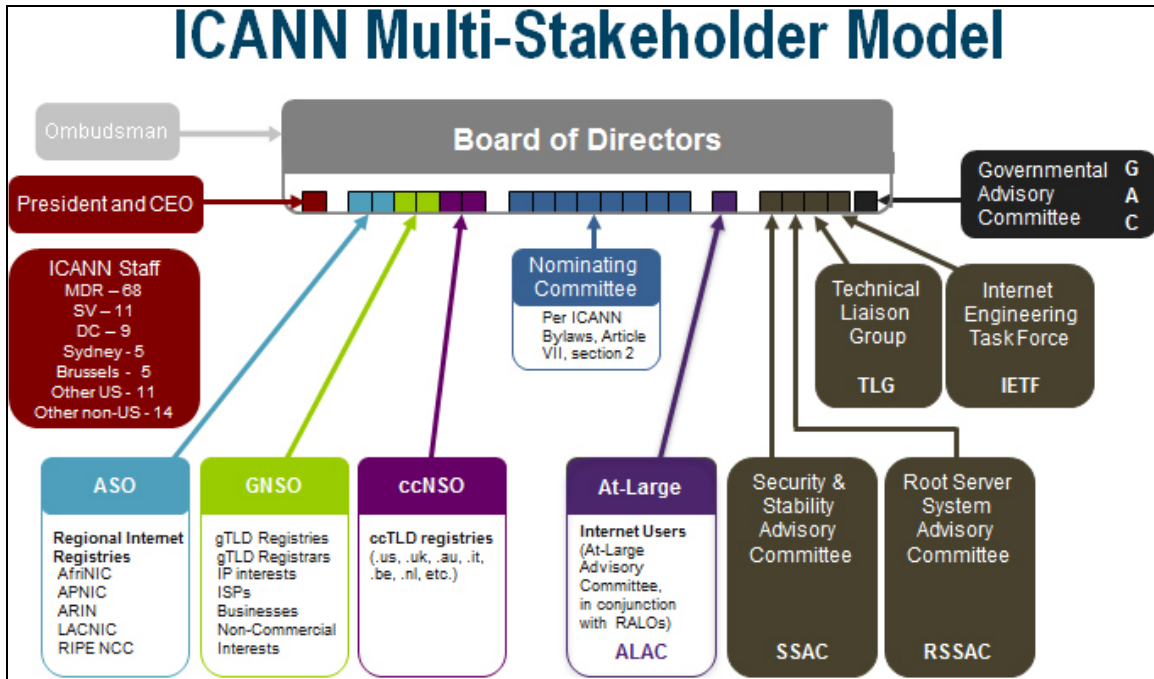 ICANN Multi-Stakeholder Model
Ombudsman
Board of Directors
President and CEO
Governmental G
Advisory A
Committee C
ICANN Staff
MDR – 68
SV – 11
DC – 9
Sydney - 5
Brussels - 5
Other US - 11
Other non-US - 14
Nominating
Committee
Per ICANN
Bylaws, Article
VII, section 2
Technical
Liaison
Group
TLG
Internet
Engineering
Task Force
IETF
ASO
Regional Internet
Registries
AfriNIC
APNIC
ARIN
LACNIC
RIPE NCC
GNSO
gTLD Registries
gTLD Registrars
IP interests
ISPs
Businesses
Non-Commercial
Interests
ccNSO
ccTLD registries
(.us, .uk, .au, .it,
.be, .nl, etc.)
At-Large
Internet Users
(At-Large
Advisory
Committee,
in conjunction
with RALOs)
ALAC
Security &
Stability
Advisory
Committee
SSAC
Root Server
System
Advisory
Committee
RSSAC